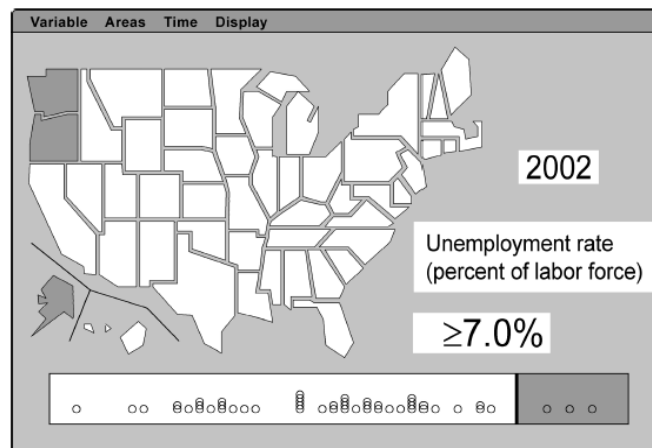 Variable Areas Time Display
2002
Unemployment rate
(percent of labor force)
≥7.0%